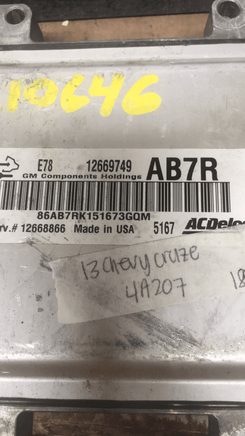 10646
E78 12669749 AB7R
GM Components Holdings
86AB7RK151673GQM
rv.# 12668866 Made in USA 5167 ACDelco
13 chevy cruze
4A207
18